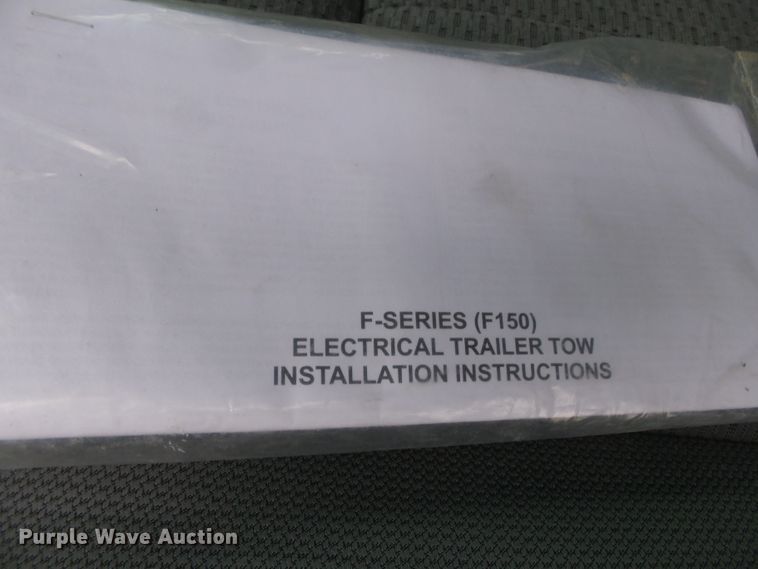 F-SERIES (F150)
ELECTRICAL TRAILER TOW
INSTALLATION INSTRUCTIONS
Purple Wave Auction®